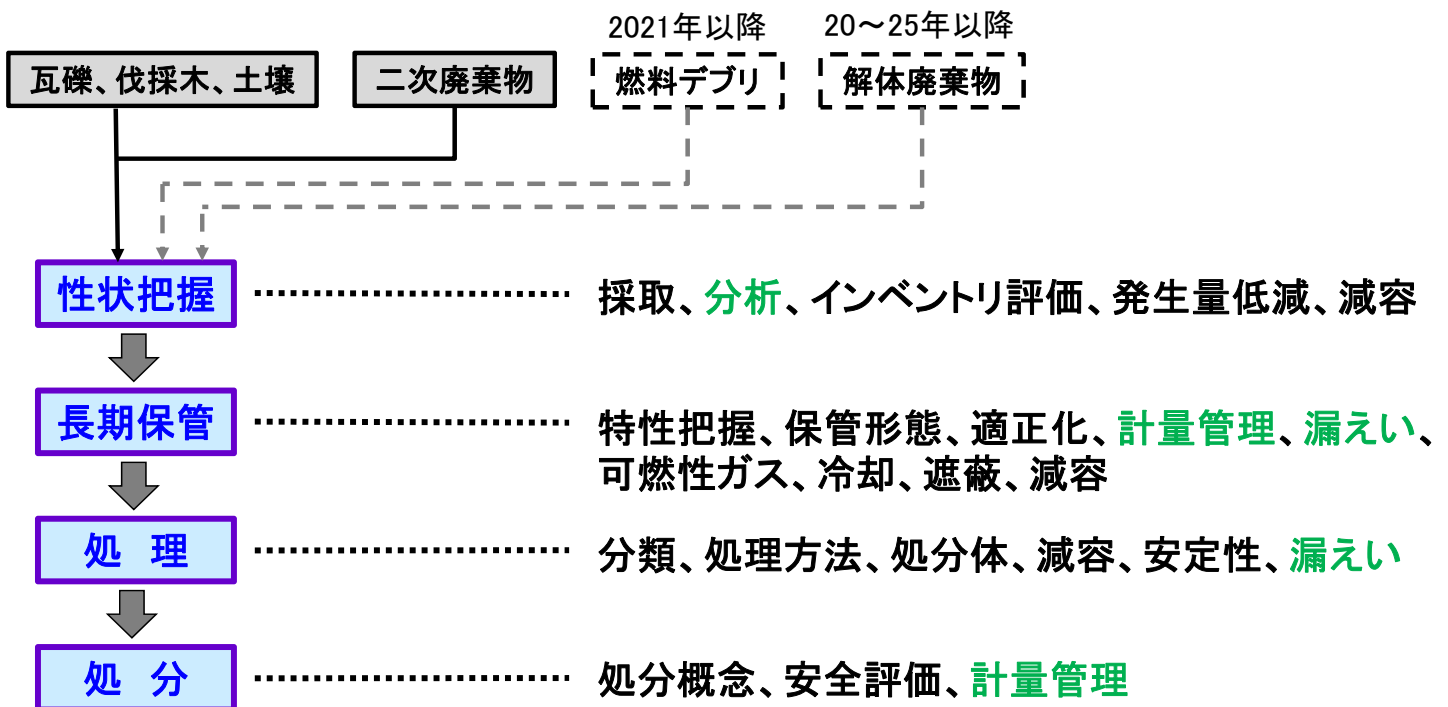 2021年以降
20～25年以降
瓦礫、伐採木、土壌
二次廃棄物
燃料デブリ
解体廃棄物
性状把握
採取、分析、インベントリ評価、発生量低減、減容
長期保管
特性把握、保管形態、適正化、計量管理、漏えい、
可燃性ガス、冷却、遮蔽、減容
処　理
分類、処理方法、処分体、減容、安定性、漏えい
処　分
処分概念、安全評価、計量管理